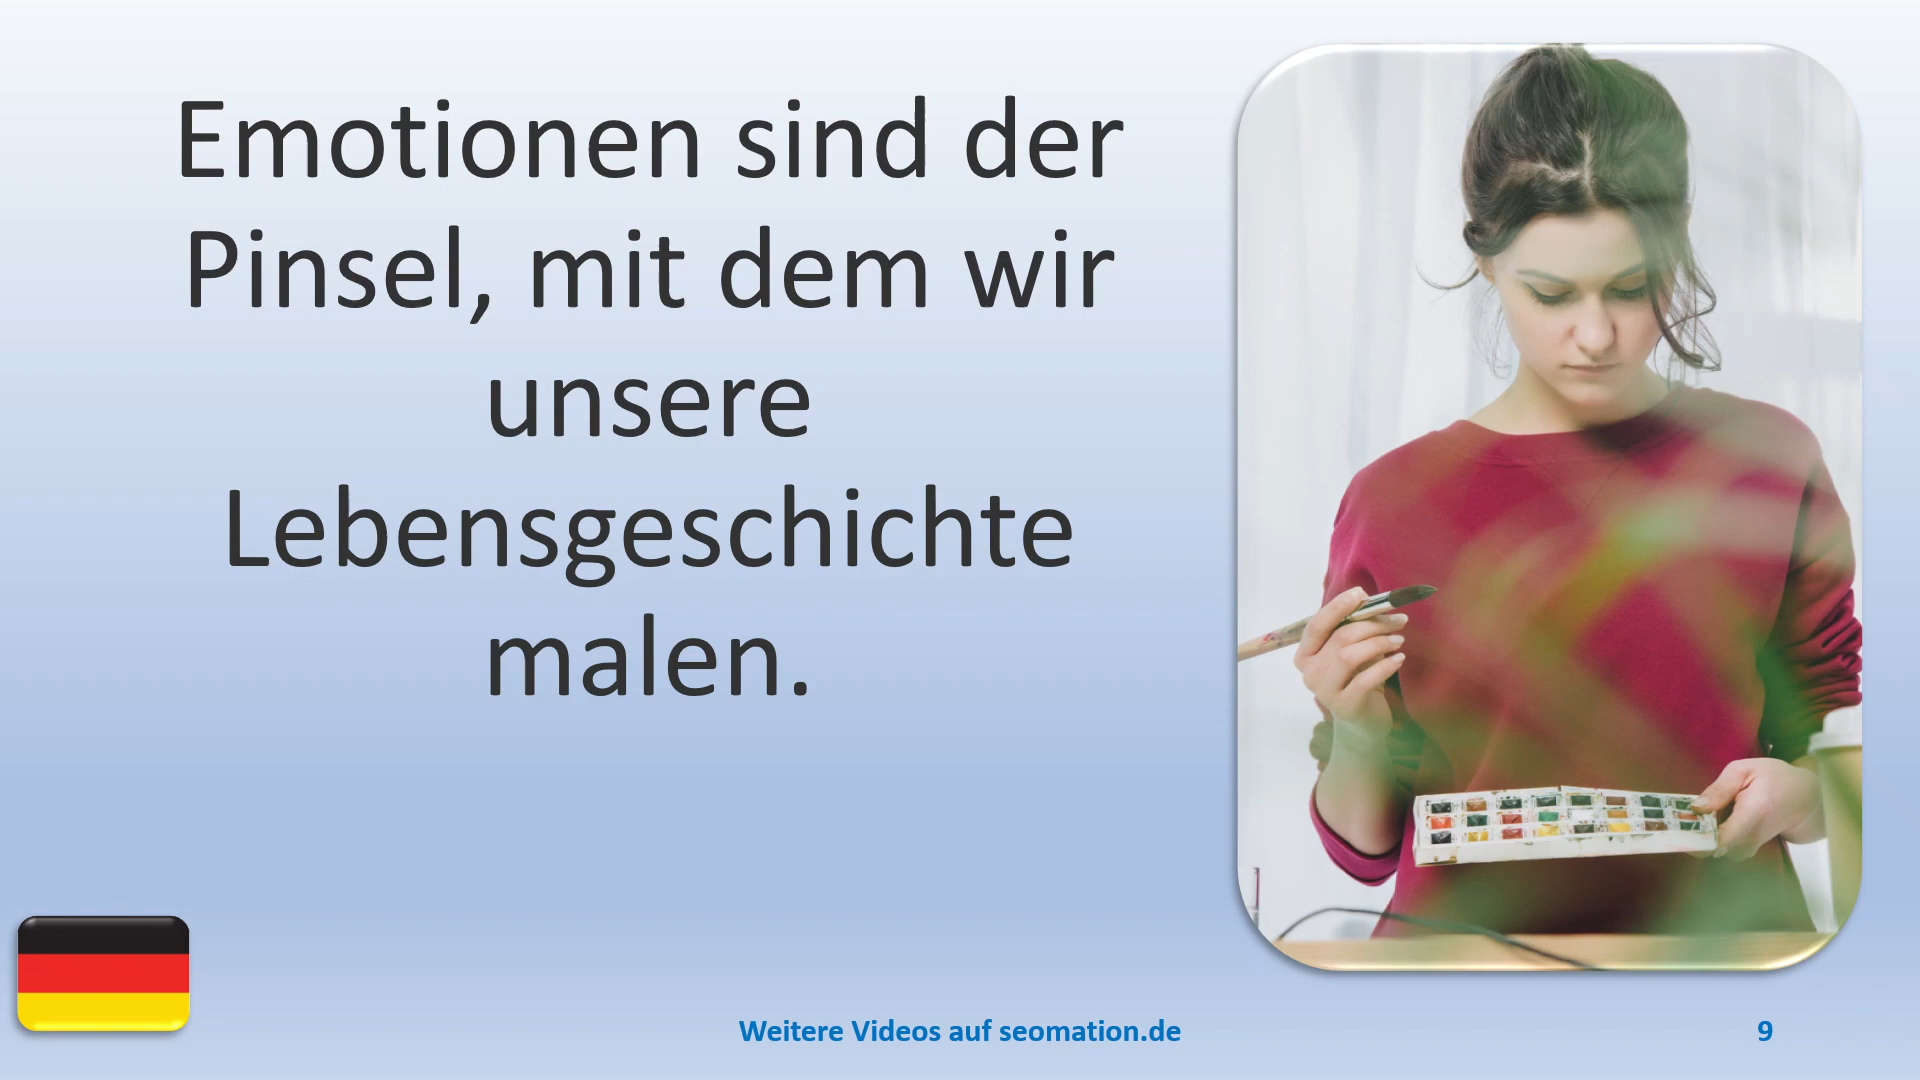 Emotionen sind der
Pinsel, mit dem wir
unsere
Lebensgeschichte
malen.
Weitere Videos auf seomation.de
9